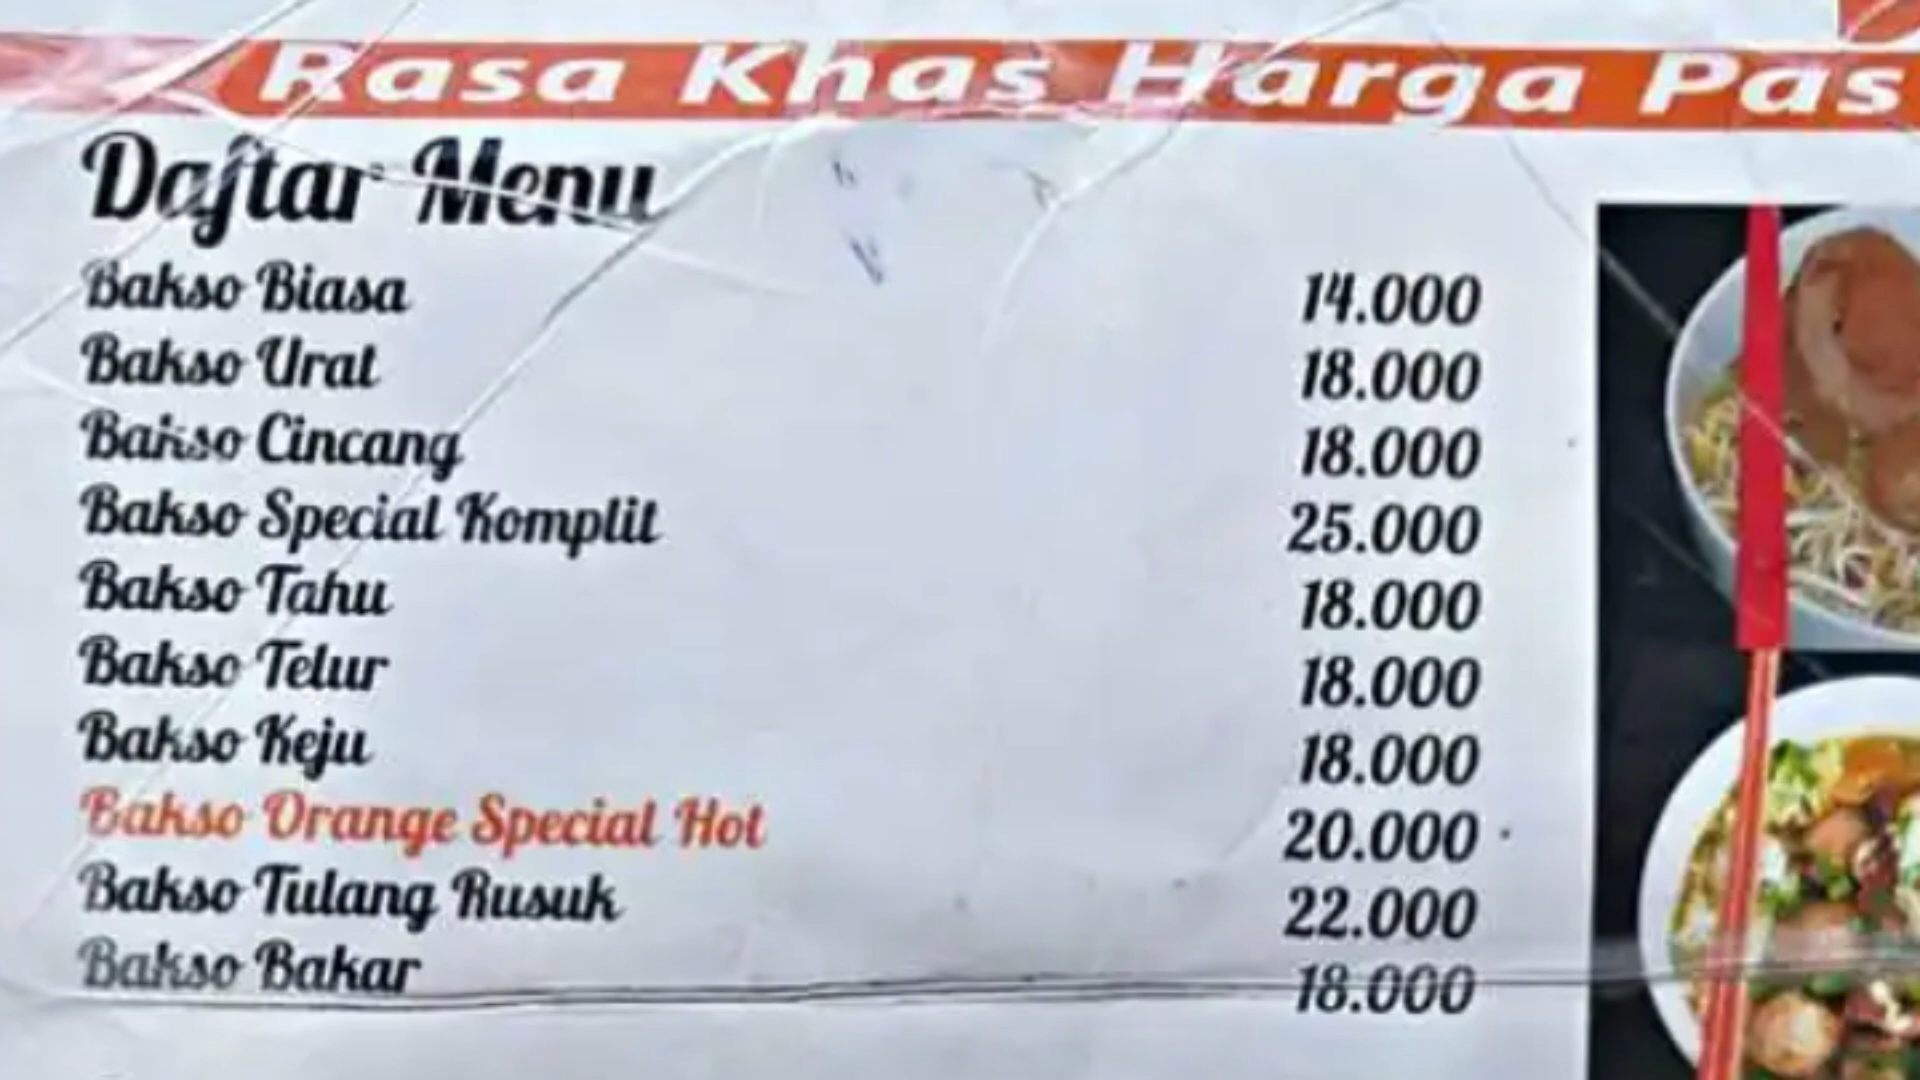 Rasa Khas Harga Pas
Daftar Menu
Bakso Biasa 14.000
Bakso Urat 18.000
Bakso Cincang 18.000
Bakso Special Komplit 25.000
Bakso Tahu 18.000
Bakso Telur 18.000
Bakso Keju 18.000
Bakso Orange Special Hot 20.000
Bakso Tulang Rusuk 22.000
Bakso Bakar 18.000